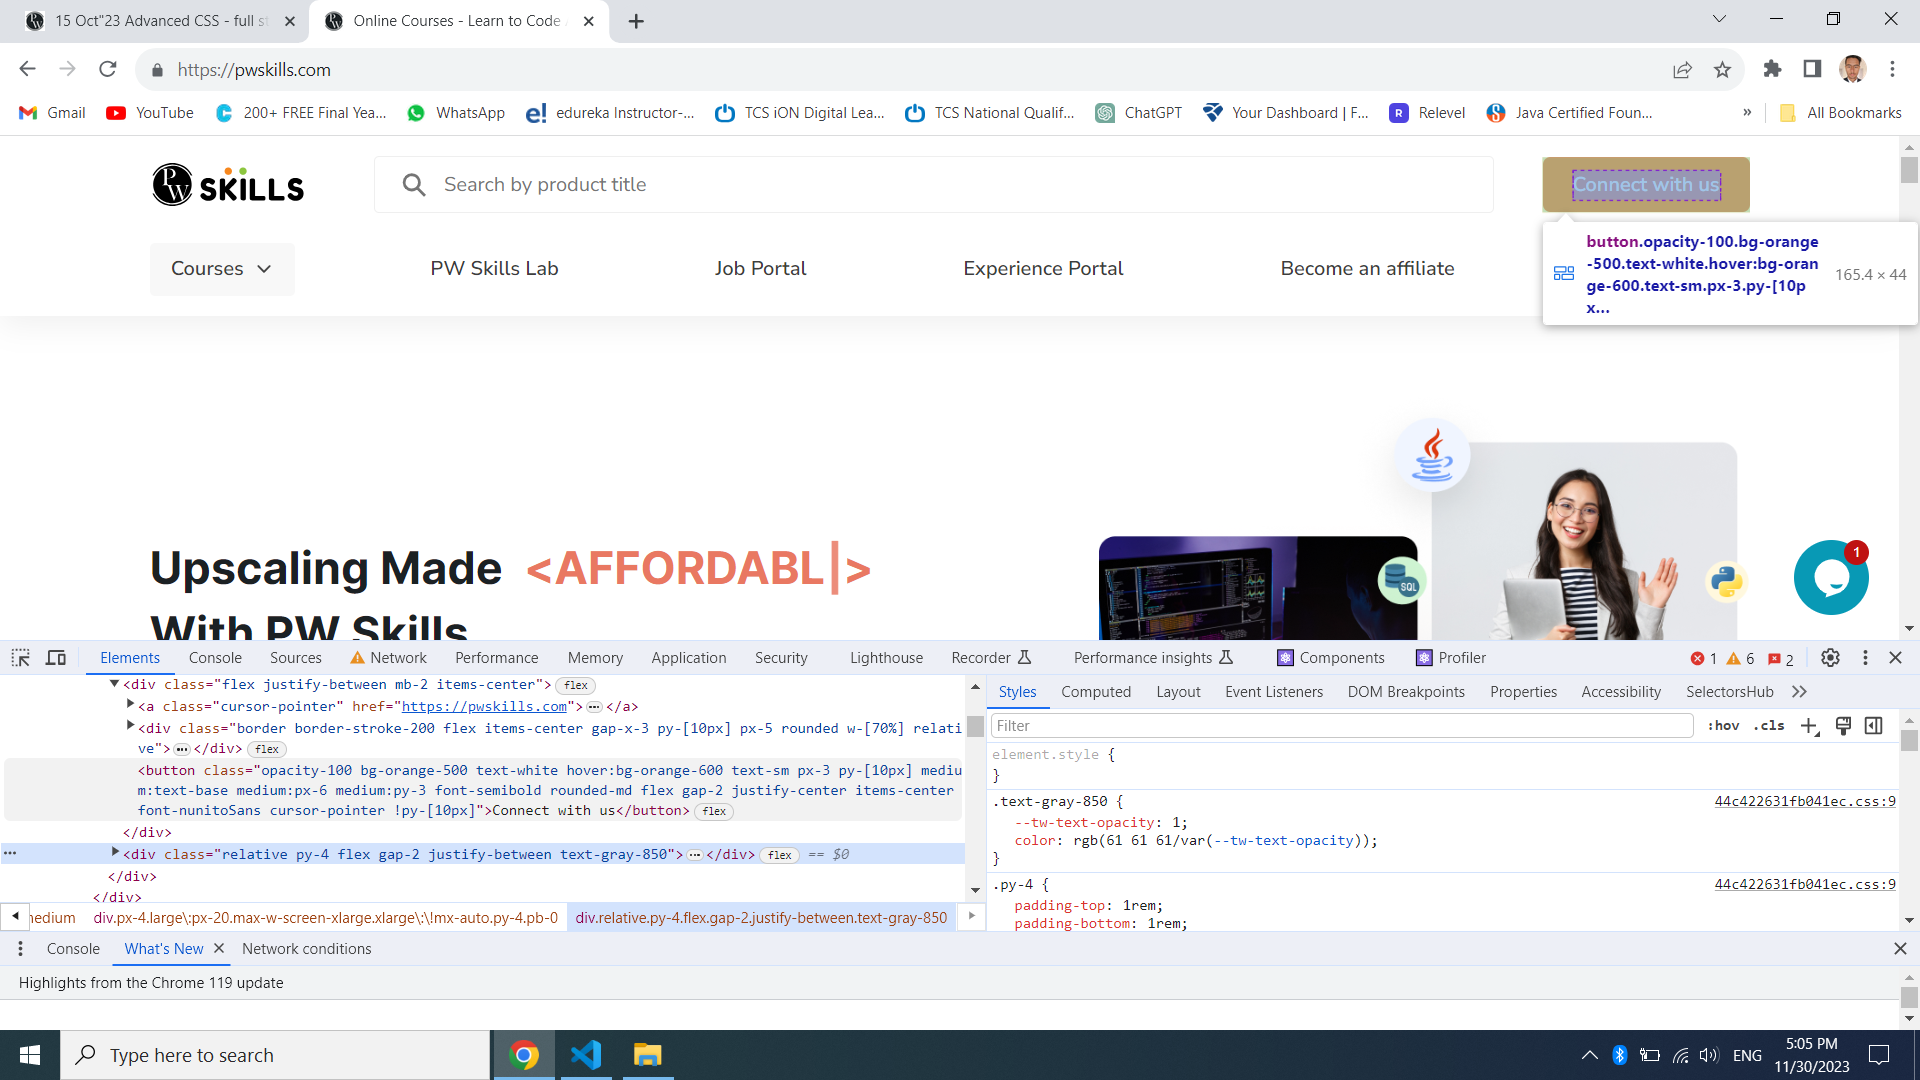 15 Oct"23 Advanced CSS - full st
Online Courses - Learn to Code
https://pwskills.com
Gmail
YouTube
200+ FREE Final Yea...
WhatsApp
e!
edureka Instructor-...
TCS iON Digital Lea...
TCS National Qualif...
ChatGPT
Your Dashboard | F...
R
Relevel
Java Certified Foun...
»
All Bookmarks
PW SKILLS
Search by product title
Connect with us
button.opacity-100.bg-orange
-500.text-white.hover:bg-oran
ge-600.text-sm.px-3.py-[10p
x...
165.4 × 44
Courses
PW Skills Lab
Job Portal
Experience Portal
Become an affiliate
Upscaling Made <AFFORDABL|>
With PW Skills
SQL
1
Elements
Console
Sources
Network
Performance
Memory
Application
Security
Lighthouse
Recorder
Performance insights
Components
Profiler
1
6
2
<div class="flex justify-between mb-2 items-center"> flex
<a class="cursor-pointer" href="https://pwskills.com">…</a>
<div class="border border-stroke-200 flex items-center gap-x-3 py-[10px] px-5 rounded w-[70%] relati
ve">…</div> flex
<button class="opacity-100 bg-orange-500 text-white hover:bg-orange-600 text-sm px-3 py-[10px] mediu
m:text-base medium:px-6 medium:py-3 font-semibold rounded-md flex gap-2 justify-center items-center
font-nunitoSans cursor-pointer !py-[10px]">Connect with us</button> flex
</div>
… <div class="relative py-4 flex gap-2 justify-between text-gray-850">…</div> flex == $0
</div>
</div>
nedium
div.px-4.large\:px-20.max-w-screen-xlarge.xlarge\:\!mx-auto.py-4.pb-0
div.relative.py-4.flex.gap-2.justify-between.text-gray-850
Styles
Computed
Layout
Event Listeners
DOM Breakpoints
Properties
Accessibility
SelectorsHub
»
Filter
:hov
.cls
element.style {
}
.text-gray-850 {
44c422631fb041ec.css:9
--tw-text-opacity: 1;
color: rgb(61 61 61/var(--tw-text-opacity));
}
.py-4 {
44c422631fb041ec.css:9
padding-top: 1rem;
padding-bottom: 1rem;
Console
What's New
Network conditions
Highlights from the Chrome 119 update
Type here to search
ENG
5:05 PM
11/30/2023